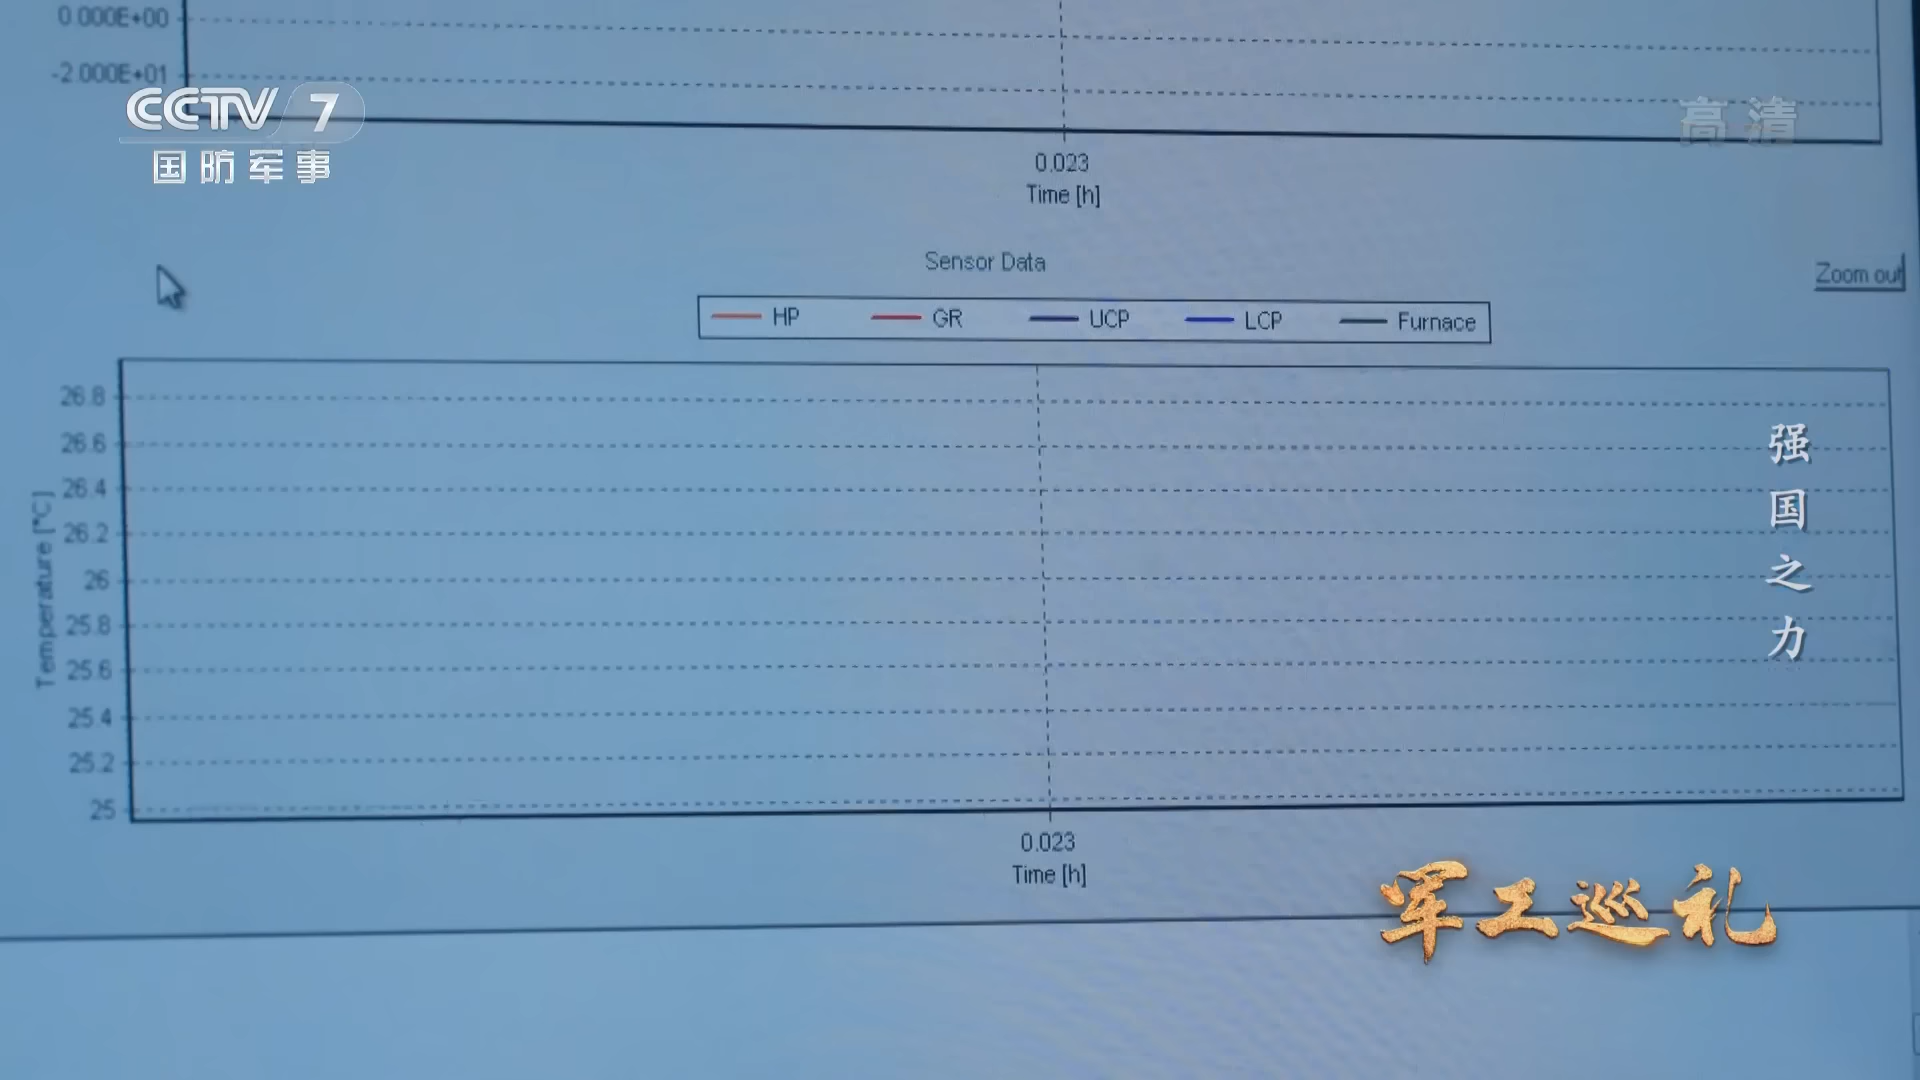 0.000E+00
-2.000E+01
CCTV 7
国防军事
高清
0.023
Time [h]
Sensor Data
Zoom out
HP
GR
UCP
LCP
Furnace
Temperature [°C]
26.8
26.6
26.4
26.2
26
25.8
25.6
25.4
25.2
25
0.023
Time [h]
强国之力
军工巡礼